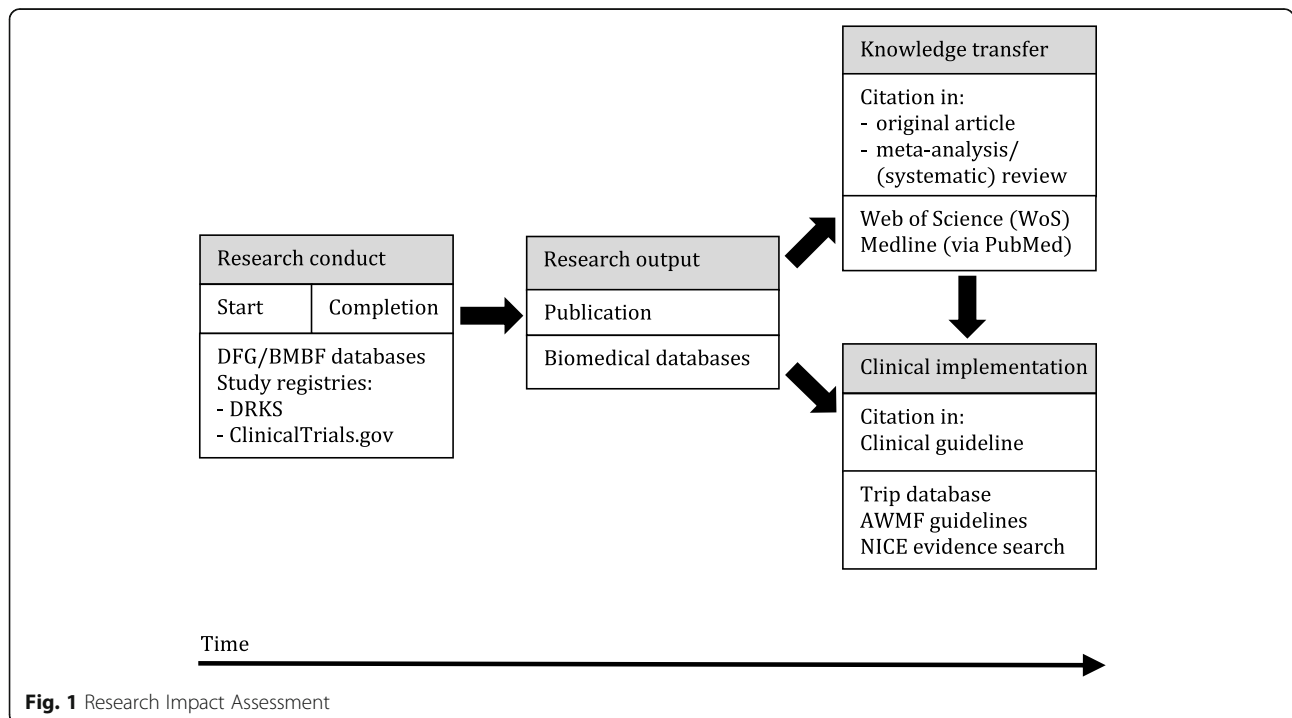 Research conduct
Start
Completion
DFG/BMBF databases
Study registries:
- DRKS
- ClinicalTrials.gov
Research output
Publication
Biomedical databases
Knowledge transfer
Citation in:
- original article
- meta-analysis/
(systematic) review
Web of Science (WoS)
Medline (via PubMed)
Clinical implementation
Citation in:
Clinical guideline
Trip database
AWMF guidelines
NICE evidence search
Time
Fig. 1 Research Impact Assessment